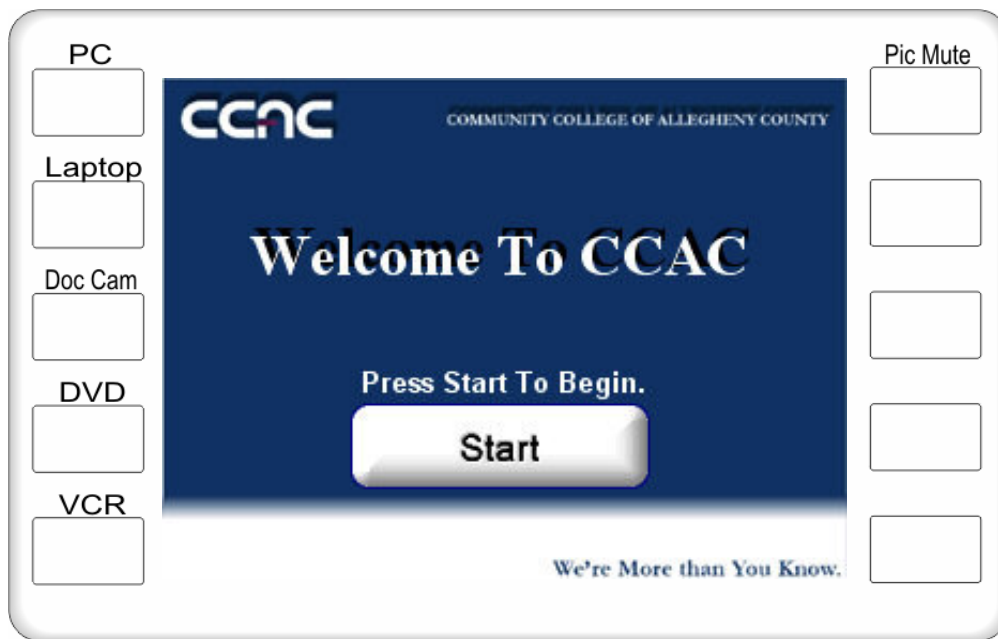 PC
Laptop
Doc Cam
DVD
VCR
CCAC
COMMUNITY COLLEGE OF ALLEGHENY COUNTY
Welcome To CCAC
Press Start To Begin.
Start
We're More than You Know.
Pic Mute